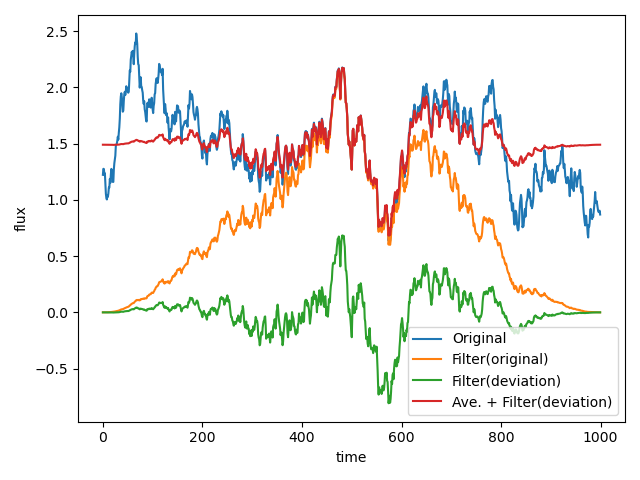 2.5
2.0
1.5
1.0
0.5
0.0
−0.5
flux
0
200
400
600
800
1000
time
Original
Filter(original)
Filter(deviation)
Ave. + Filter(deviation)